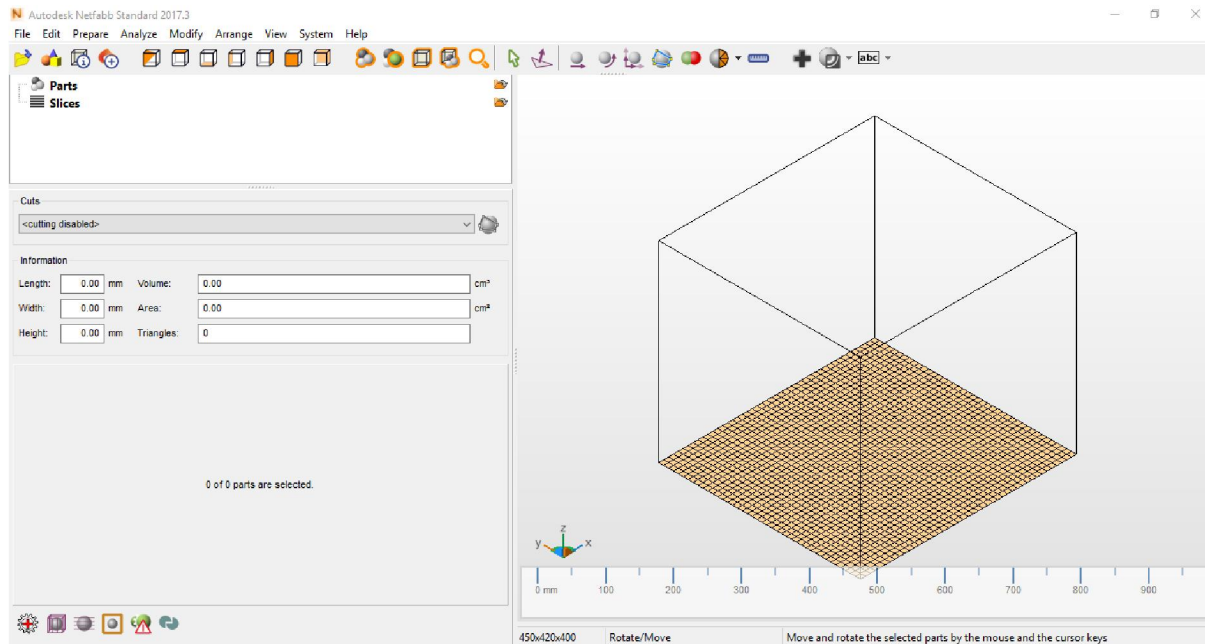 Autodesk Netfabb Standard 2017.3
File Edit Prepare Analyze Modify Arrange View System Help
abc
Parts
Slices
Cuts
<cutting disabled>
Information
Length: 0.00 mm Volume: 0.00 cm³
Width: 0.00 mm Area: 0.00 cm²
Height: 0.00 mm Triangles: 0
0 of 0 parts are selected.
z
y x
0 mm 100 200 300 400 500 600 700 800 900
450x420x400 Rotate/Move Move and rotate the selected parts by the mouse and the cursor keys